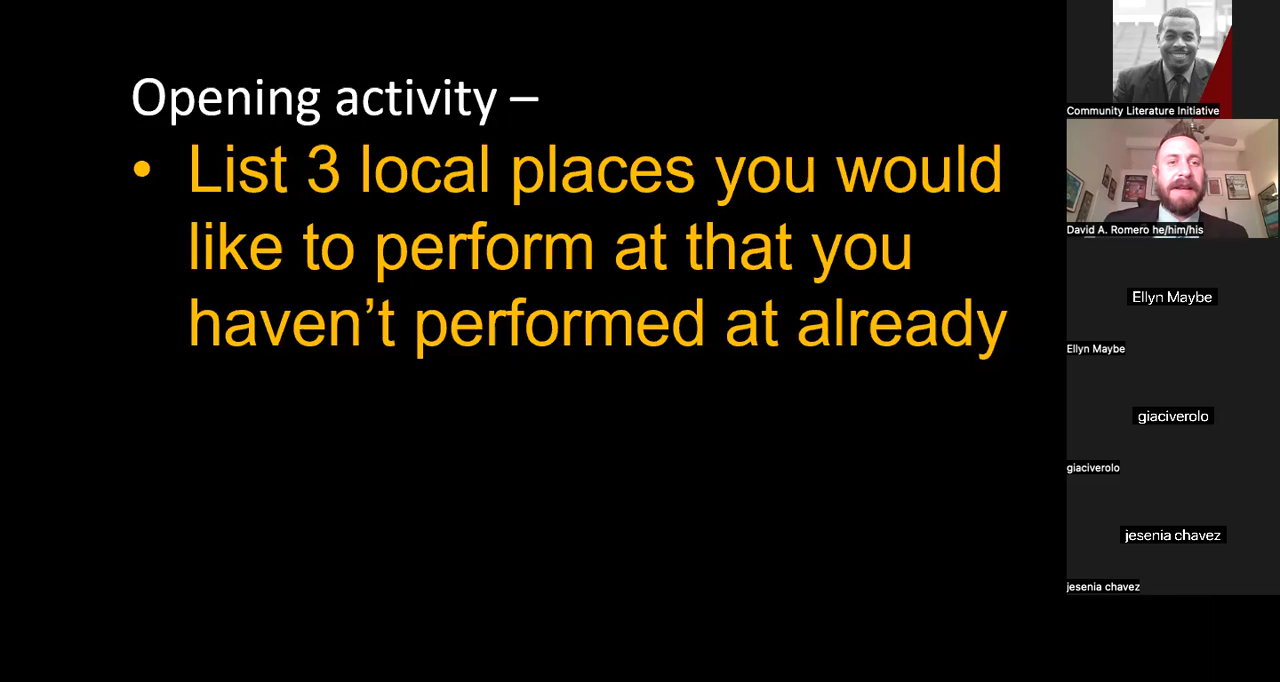 Opening activity –
• List 3 local places you would
like to perform at that you
haven’t performed at already
Community Literature Initiative
David A. Romero he/him/his
Ellyn Maybe
Ellyn Maybe
giaciverolo
giaciverolo
jesenia chavez
jesenia chavez